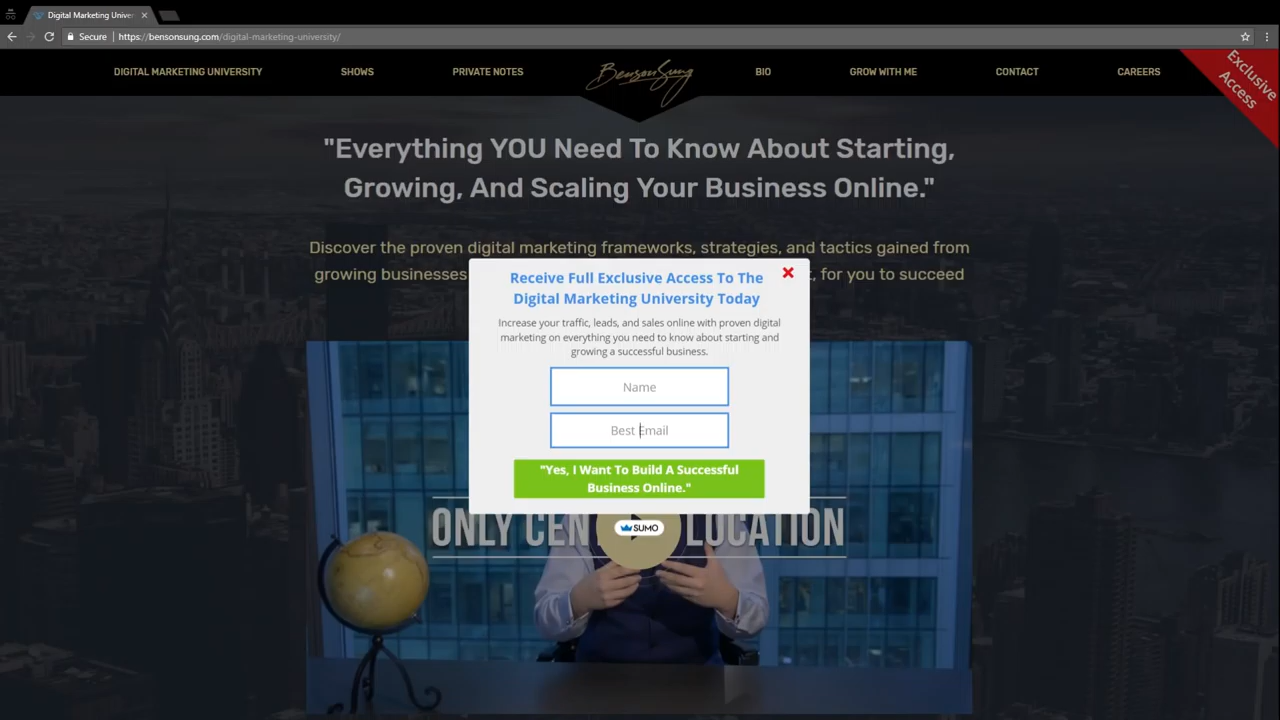 Digital Marketing Univer
Secure
https://bensonsung.com/digital-marketing-university/
DIGITAL MARKETING UNIVERSITY
SHOWS
PRIVATE NOTES
BensonSung
BIO
GROW WITH ME
CONTACT
CAREERS
Exclusive
Access
"Everything YOU Need To Know About Starting,
Growing, And Scaling Your Business Online."
Discover the proven digital marketing frameworks, strategies, and tactics gained from
growing businesses
, for you to succeed
Receive Full Exclusive Access To The
Digital Marketing University Today
Increase your traffic, leads, and sales online with proven digital
marketing on everything you need to know about starting and
growing a successful business.
Name
Best Email
"Yes, I Want To Build A Successful
Business Online."
ONLY CEN
LOCATION
SUMO